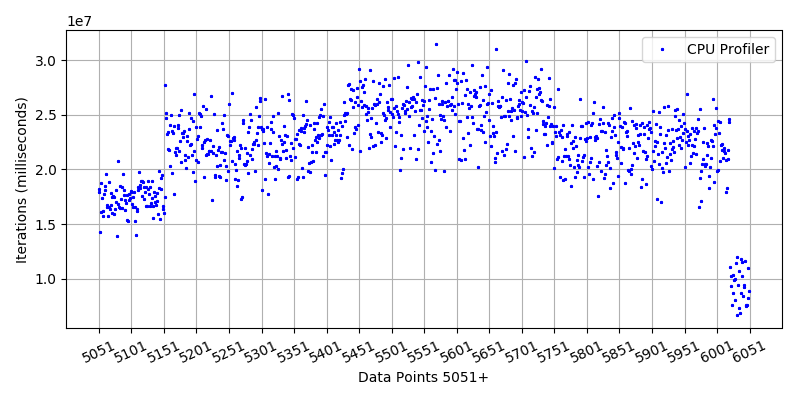 1e7
CPU Profiler
3.0
2.5
2.0
1.5
1.0
Iterations (milliseconds)
5051 5101 5151 5201 5251 5301 5351 5401 5451 5501 5551 5601 5651 5701 5751 5801 5851 5901 5951 6001 6051
Data Points 5051+